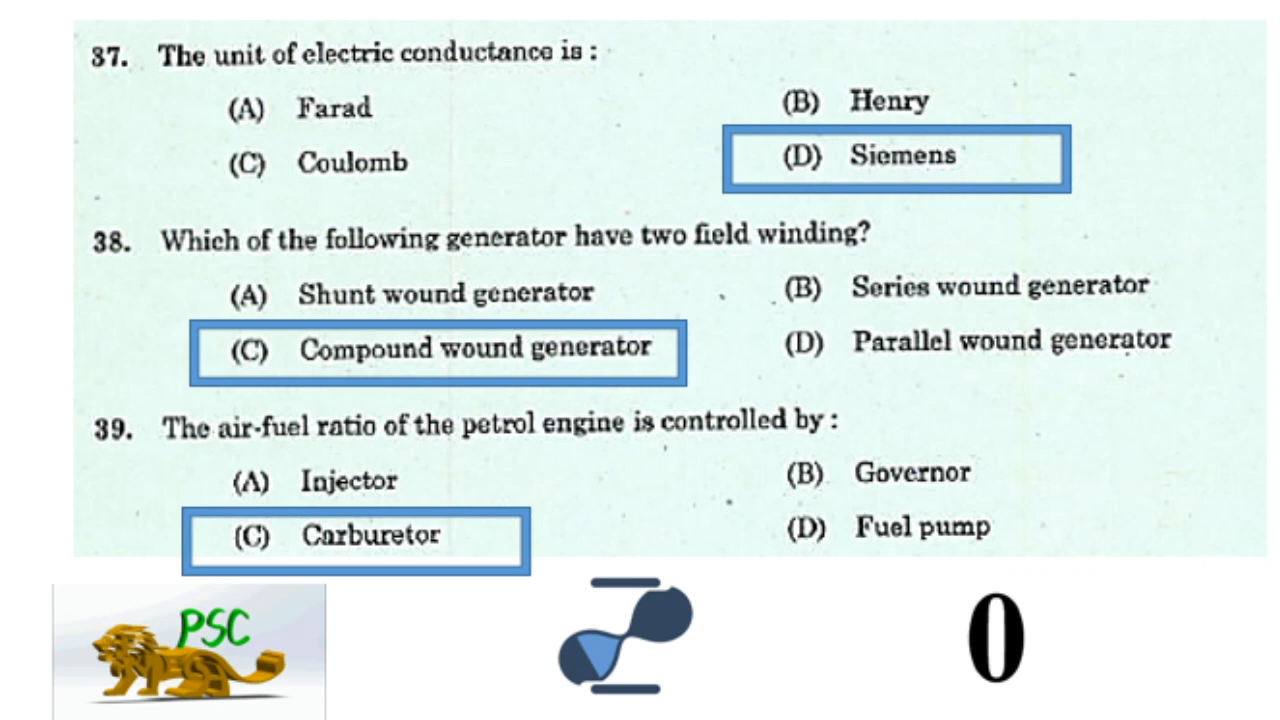 37. The unit of electric conductance is :
(A) Farad
(B) Henry
(C) Coulomb
(D) Siemens
38. Which of the following generator have two field winding?
(A) Shunt wound generator
(B) Series wound generator
(C) Compound wound generator
(D) Parallel wound generator
39. The air-fuel ratio of the petrol engine is controlled by :
(A) Injector
(B) Governor
(C) Carburetor
(D) Fuel pump
PSC
0